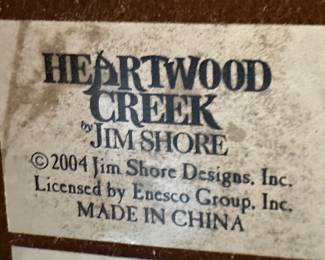 HEARTWOOD
CREEK
by JIM SHORE
© 2004 Jim Shore Designs, Inc.
Licensed by Enesco Group, Inc.
MADE IN CHINA